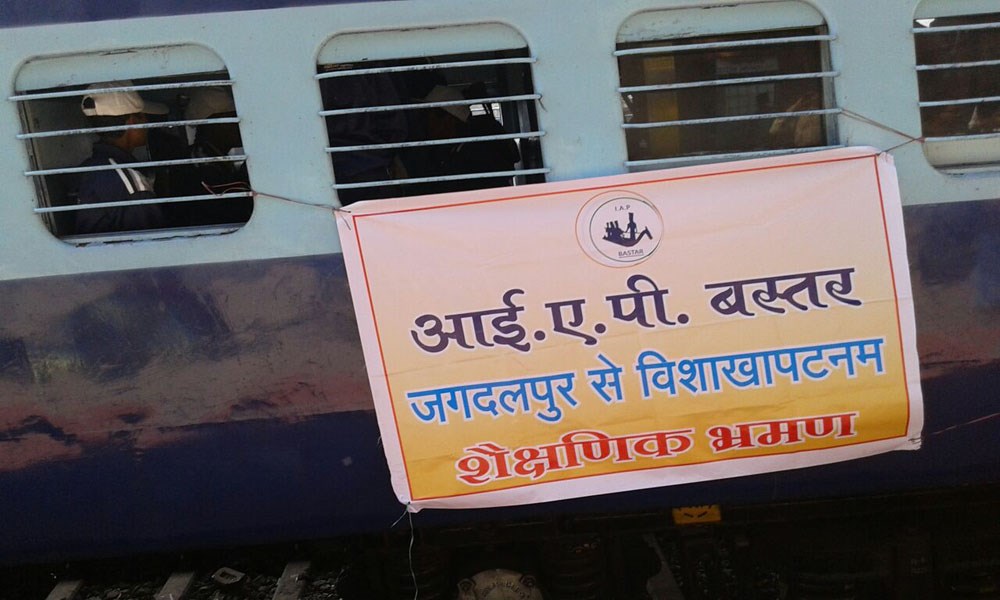 I.A.P
BASTAR
आई.ए.पी. बस्तर
जगदलपुर से विशाखापटनम
शैक्षणिक भ्रमण